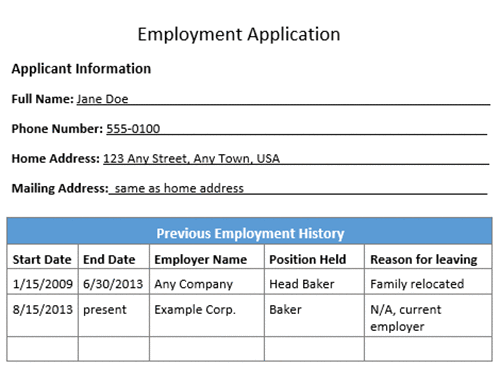 Employment Application
Applicant Information
Full Name: Jane Doe
Phone Number: 555-0100
Home Address: 123 Any Street, Any Town, USA
Mailing Address: same as home address
Previous Employment History
Start Date End Date Employer Name Position Held Reason for leaving
1/15/2009 6/30/2013 Any Company Head Baker Family relocated
8/15/2013 present Example Corp. Baker N/A, current
employer